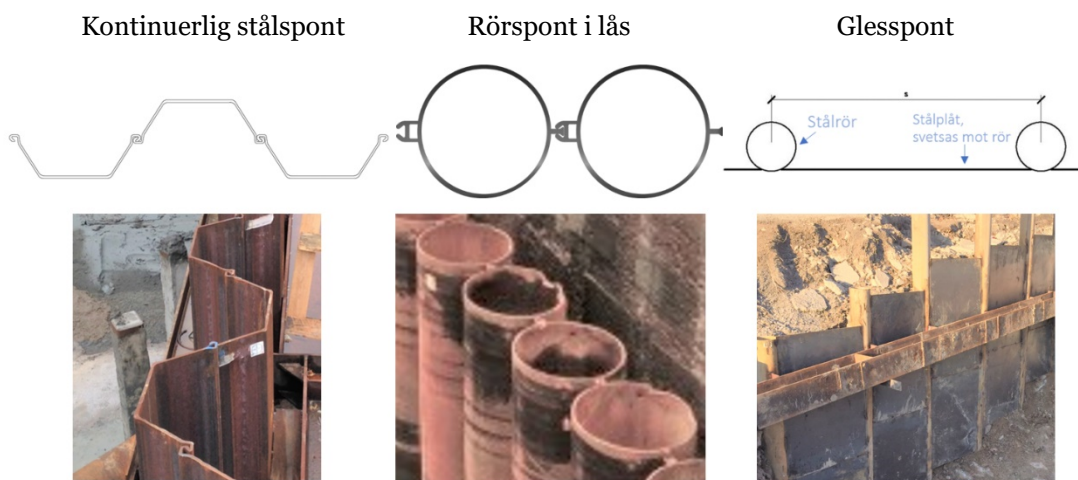 Kontinuerlig stålspont
Rörspont i lås
Glesspont
s
Stålrör
Stålplåt,
svetsas mot rör